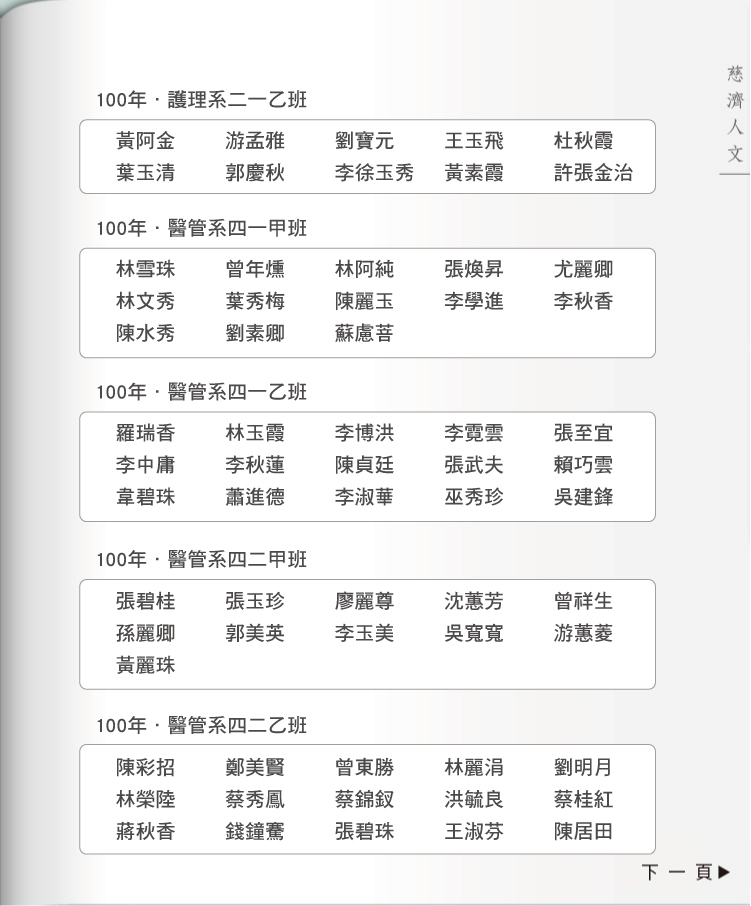 慈濟人文
100年‧護理系二一乙班
黃阿金 游孟雅 劉寶元 王玉飛 杜秋霞
葉玉清 郭慶秋 李徐玉秀 黃素霞 許張金治
100年‧醫管系四一甲班
林雪珠 曾年燻 林阿純 張煥昇 尤麗卿
林文秀 葉秀梅 陳麗玉 李學進 李秋香
陳水秀 劉素卿 蘇慮菩
100年‧醫管系四一乙班
羅瑞香 林玉霞 李博洪 李霓雲 張至宜
李中庸 李秋蓮 陳貞廷 張武夫 賴巧雲
韋碧珠 蕭進德 李淑華 巫秀珍 吳建鋒
100年‧醫管系四二甲班
張碧桂 張玉珍 廖麗尊 沈蕙芳 曾祥生
孫麗卿 郭美英 李玉美 吳寬寬 游蕙菱
黃麗珠
100年‧醫管系四二乙班
陳彩招 鄭美賢 曾東勝 林麗涓 劉明月
林榮陸 蔡秀鳳 蔡錦釵 洪毓良 蔡桂紅
蔣秋香 錢鐘鶱 張碧珠 王淑芬 陳居田
下一頁▶